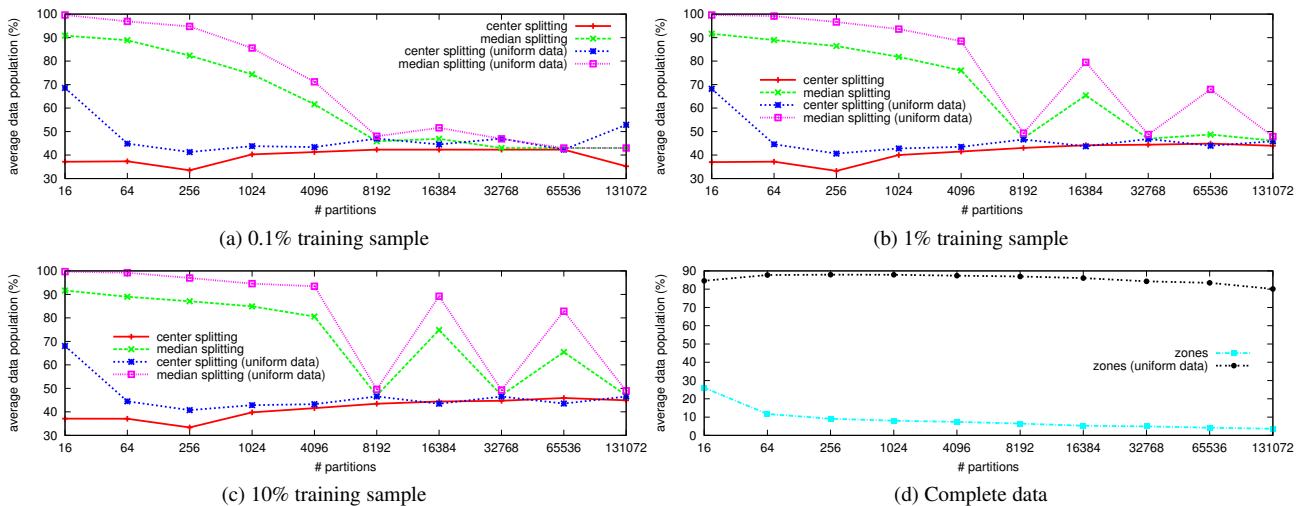 average data population (%)
100
90
80
70
60
50
40
30
16
64
256
1024
4096
8192
16384
32768
65536
131072
# partitions
center splitting
median splitting
center splitting (uniform data)
median splitting (uniform data)
(a) 0.1% training sample
average data population (%)
100
90
80
70
60
50
40
30
16
64
256
1024
4096
8192
16384
32768
65536
131072
# partitions
center splitting
median splitting
center splitting (uniform data)
median splitting (uniform data)
(b) 1% training sample
average data population (%)
100
90
80
70
60
50
40
30
16
64
256
1024
4096
8192
16384
32768
65536
131072
# partitions
center splitting
median splitting
center splitting (uniform data)
median splitting (uniform data)
(c) 10% training sample
average data population (%)
90
80
70
60
50
40
30
20
10
0
16
64
256
1024
4096
8192
16384
32768
65536
131072
# partitions
zones
zones (uniform data)
(d) Complete data